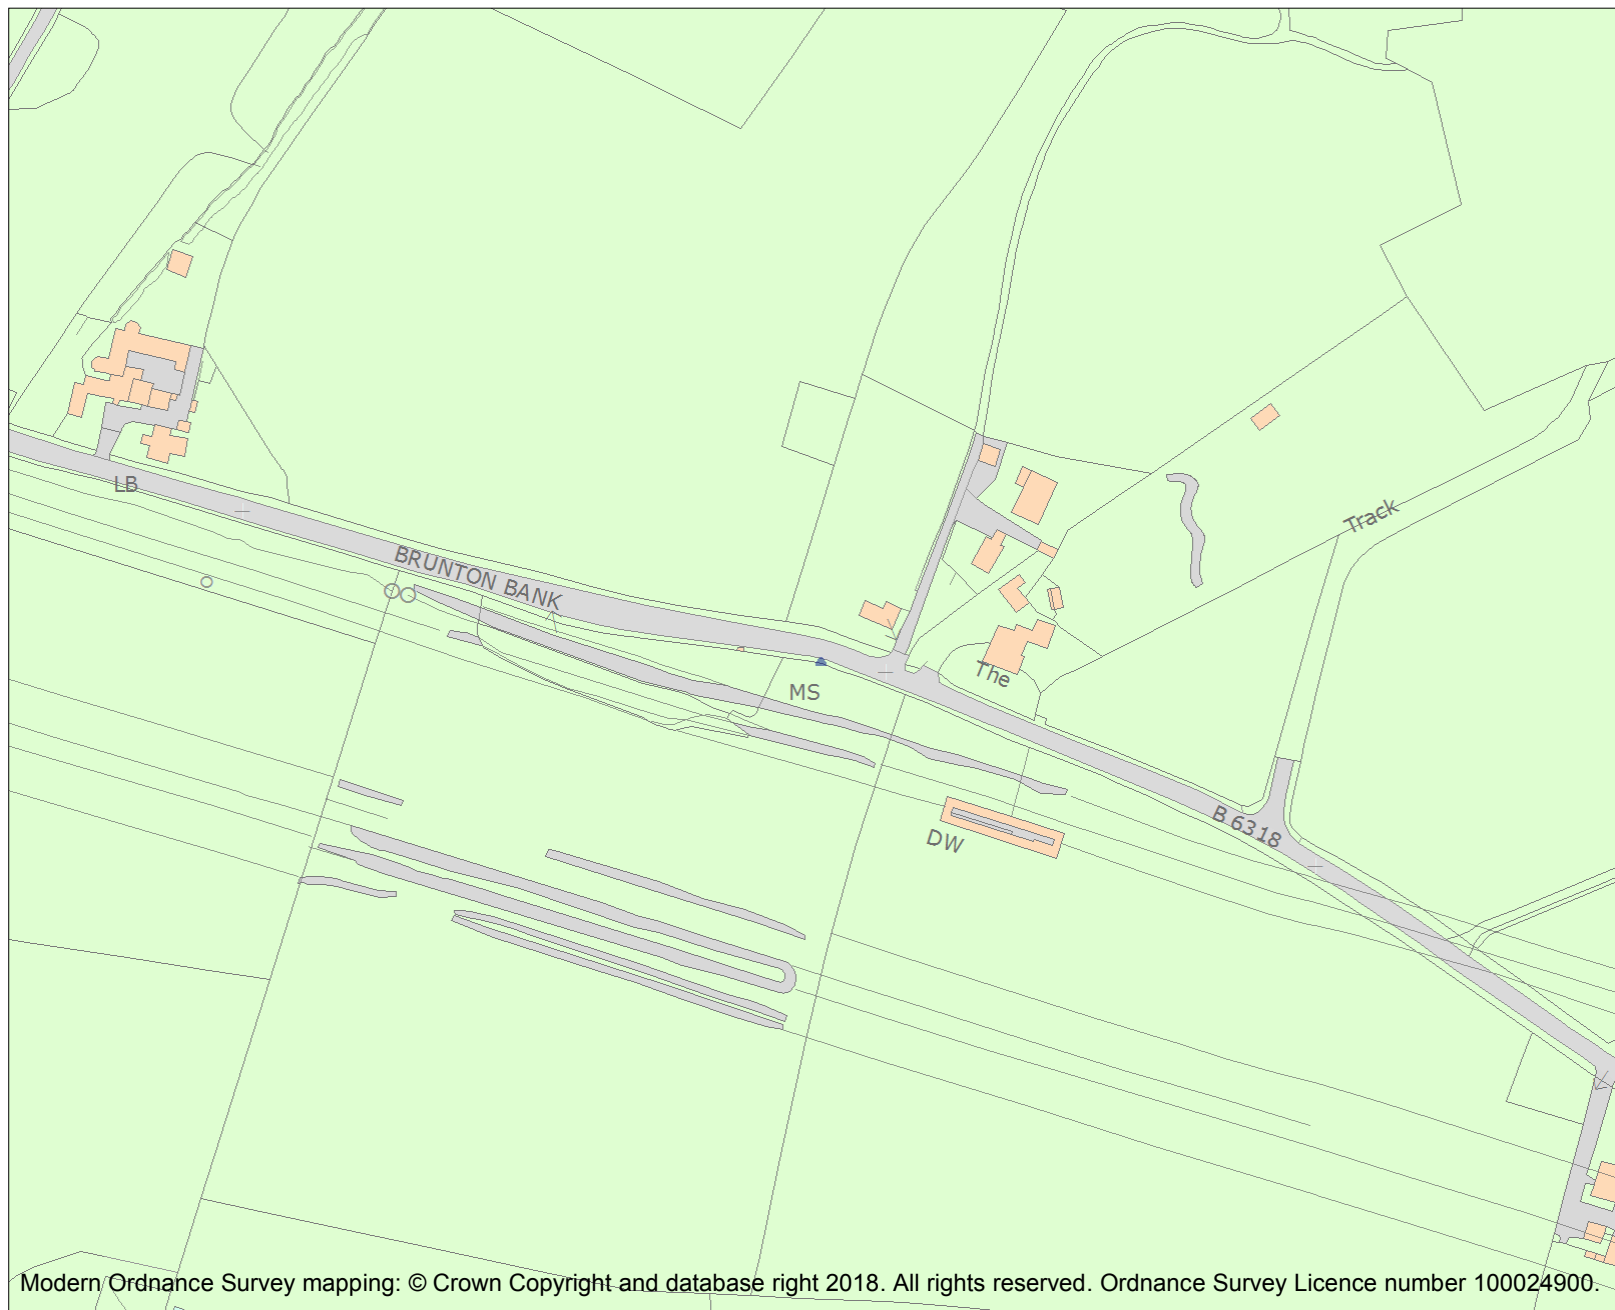 LB
BRUNTON BANK
Track
The
MS
B 6318
DW
Modern Ordnance Survey mapping: © Crown Copyright and database right 2018. All rights reserved. Ordnance Survey Licence number 100024900.